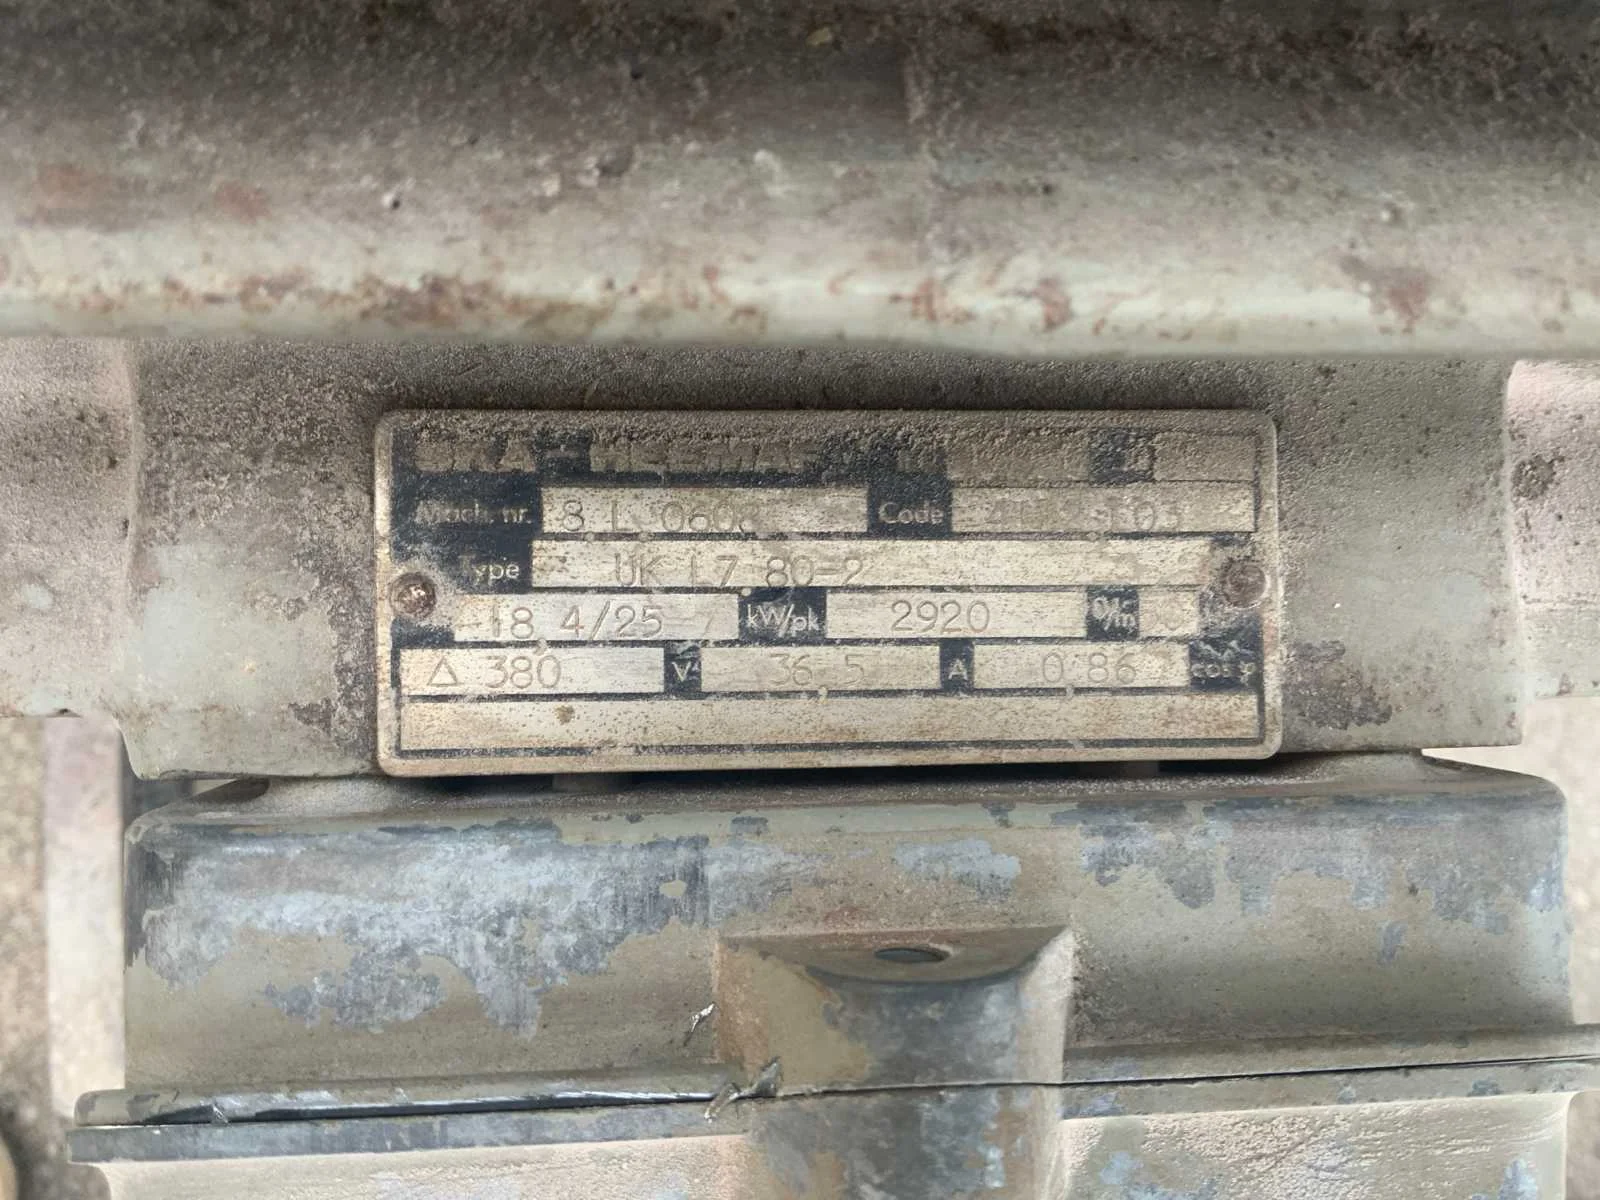 Mach. nr. 8 L 0608 Code
Type UK L7 80-2
18,4/25 kW/pk 2920 O/m
Δ 380 V 36,5 A 0,86 cos φ